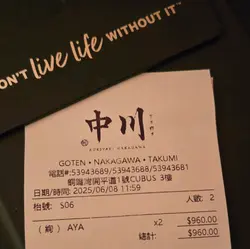 ON'T live life WITHOUT IT™
中川
GOTEN • NAKAGAWA • TAKUMI
電話#:53943689/53943688/53943681
銅鑼灣開平道1號CUBUS 3樓
日期/時間: 2025/06/08 11:59
枱號: S06 人數: 2
(廟) AYA x2 $960.00
總計: $960.00